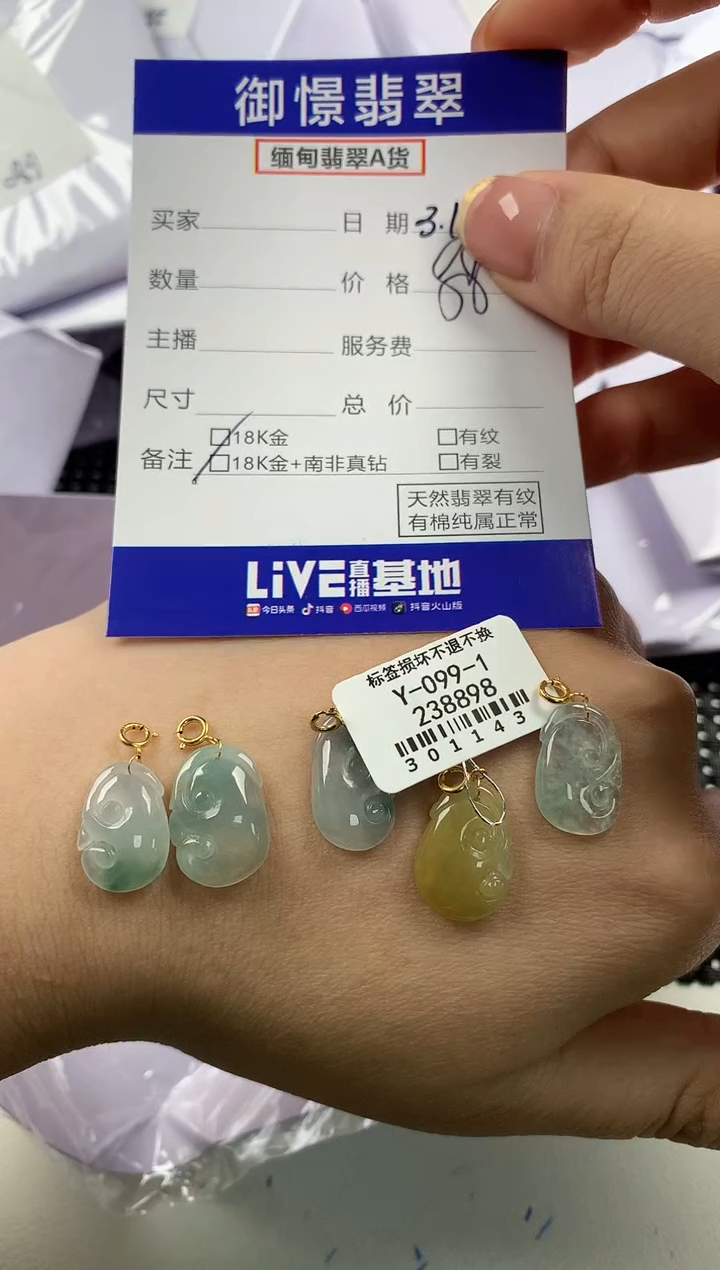 御憬翡翠
缅甸翡翠A货
买家 日期 3.1
数量 价格
主播 服务费
尺寸 总价
备注 18K金 有纹
18K金+南非真钻 有裂
天然翡翠有纹
有棉纯属正常
LiVE直播基地
头条 今日头条 抖音 西瓜视频 抖音火山版
标签损坏不退不换
Y-099-1
238898
301143